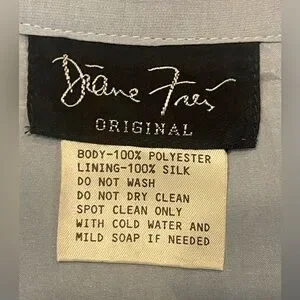 Diane Freis
ORIGINAL
BODY-100% POLYESTER
LINING-100% SILK
DO NOT WASH
DO NOT DRY CLEAN
SPOT CLEAN ONLY
WITH COLD WATER AND
MILD SOAP IF NEEDED